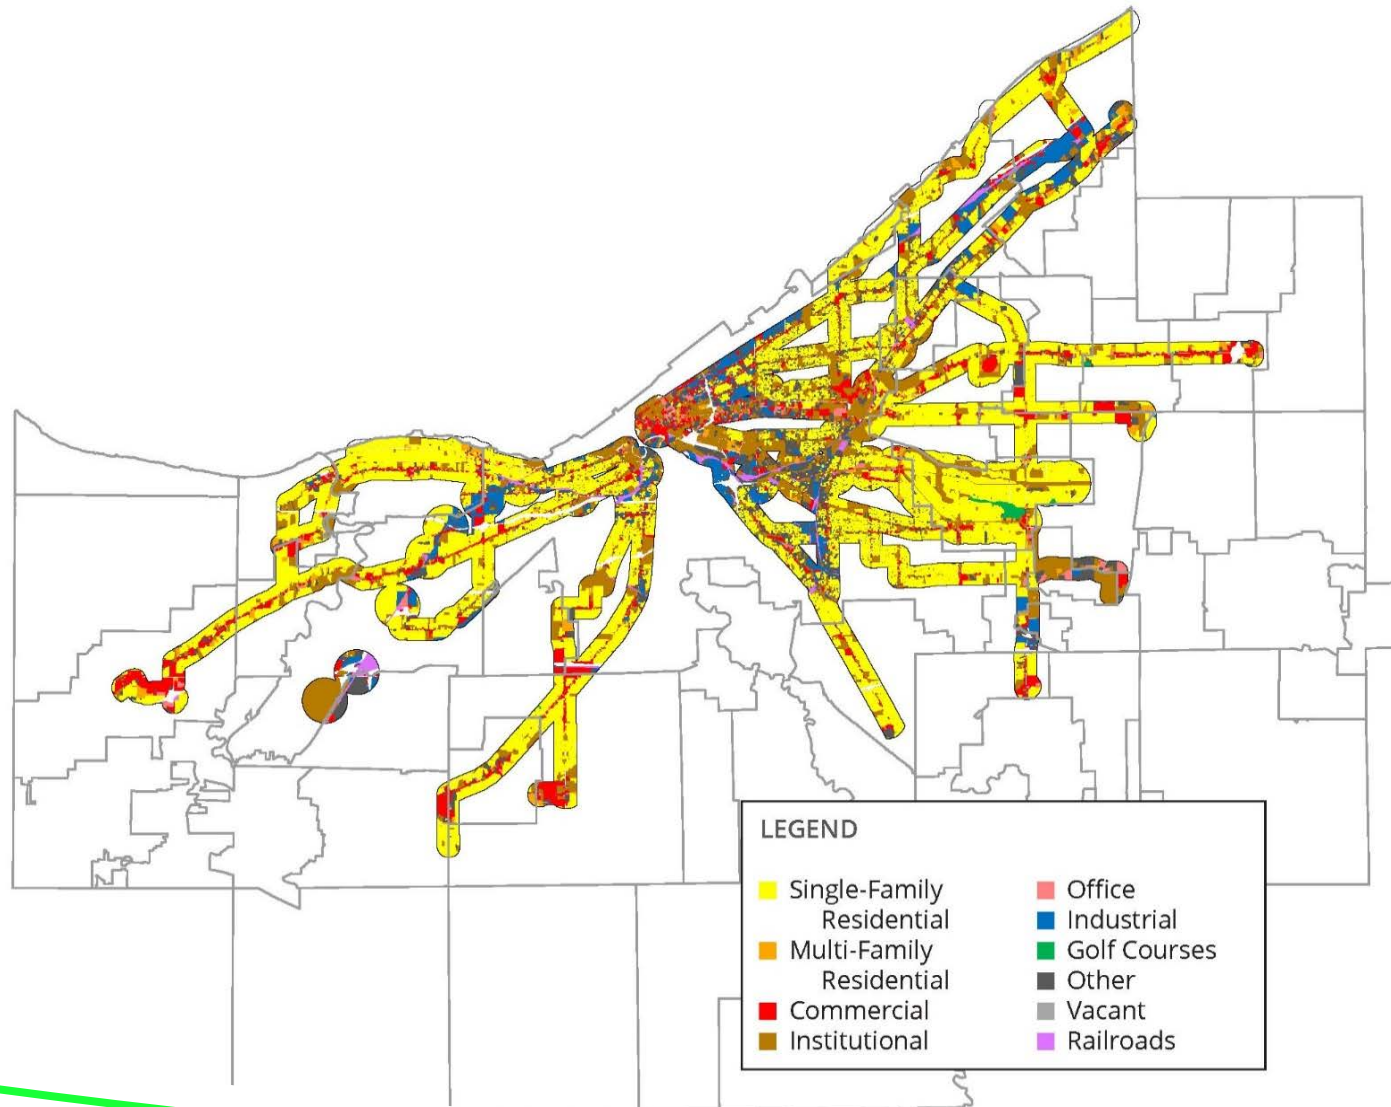 LEGEND
Single-Family
Residential
Multi-Family
Residential
Commercial
Institutional
Office
Industrial
Golf Courses
Other
Vacant
Railroads